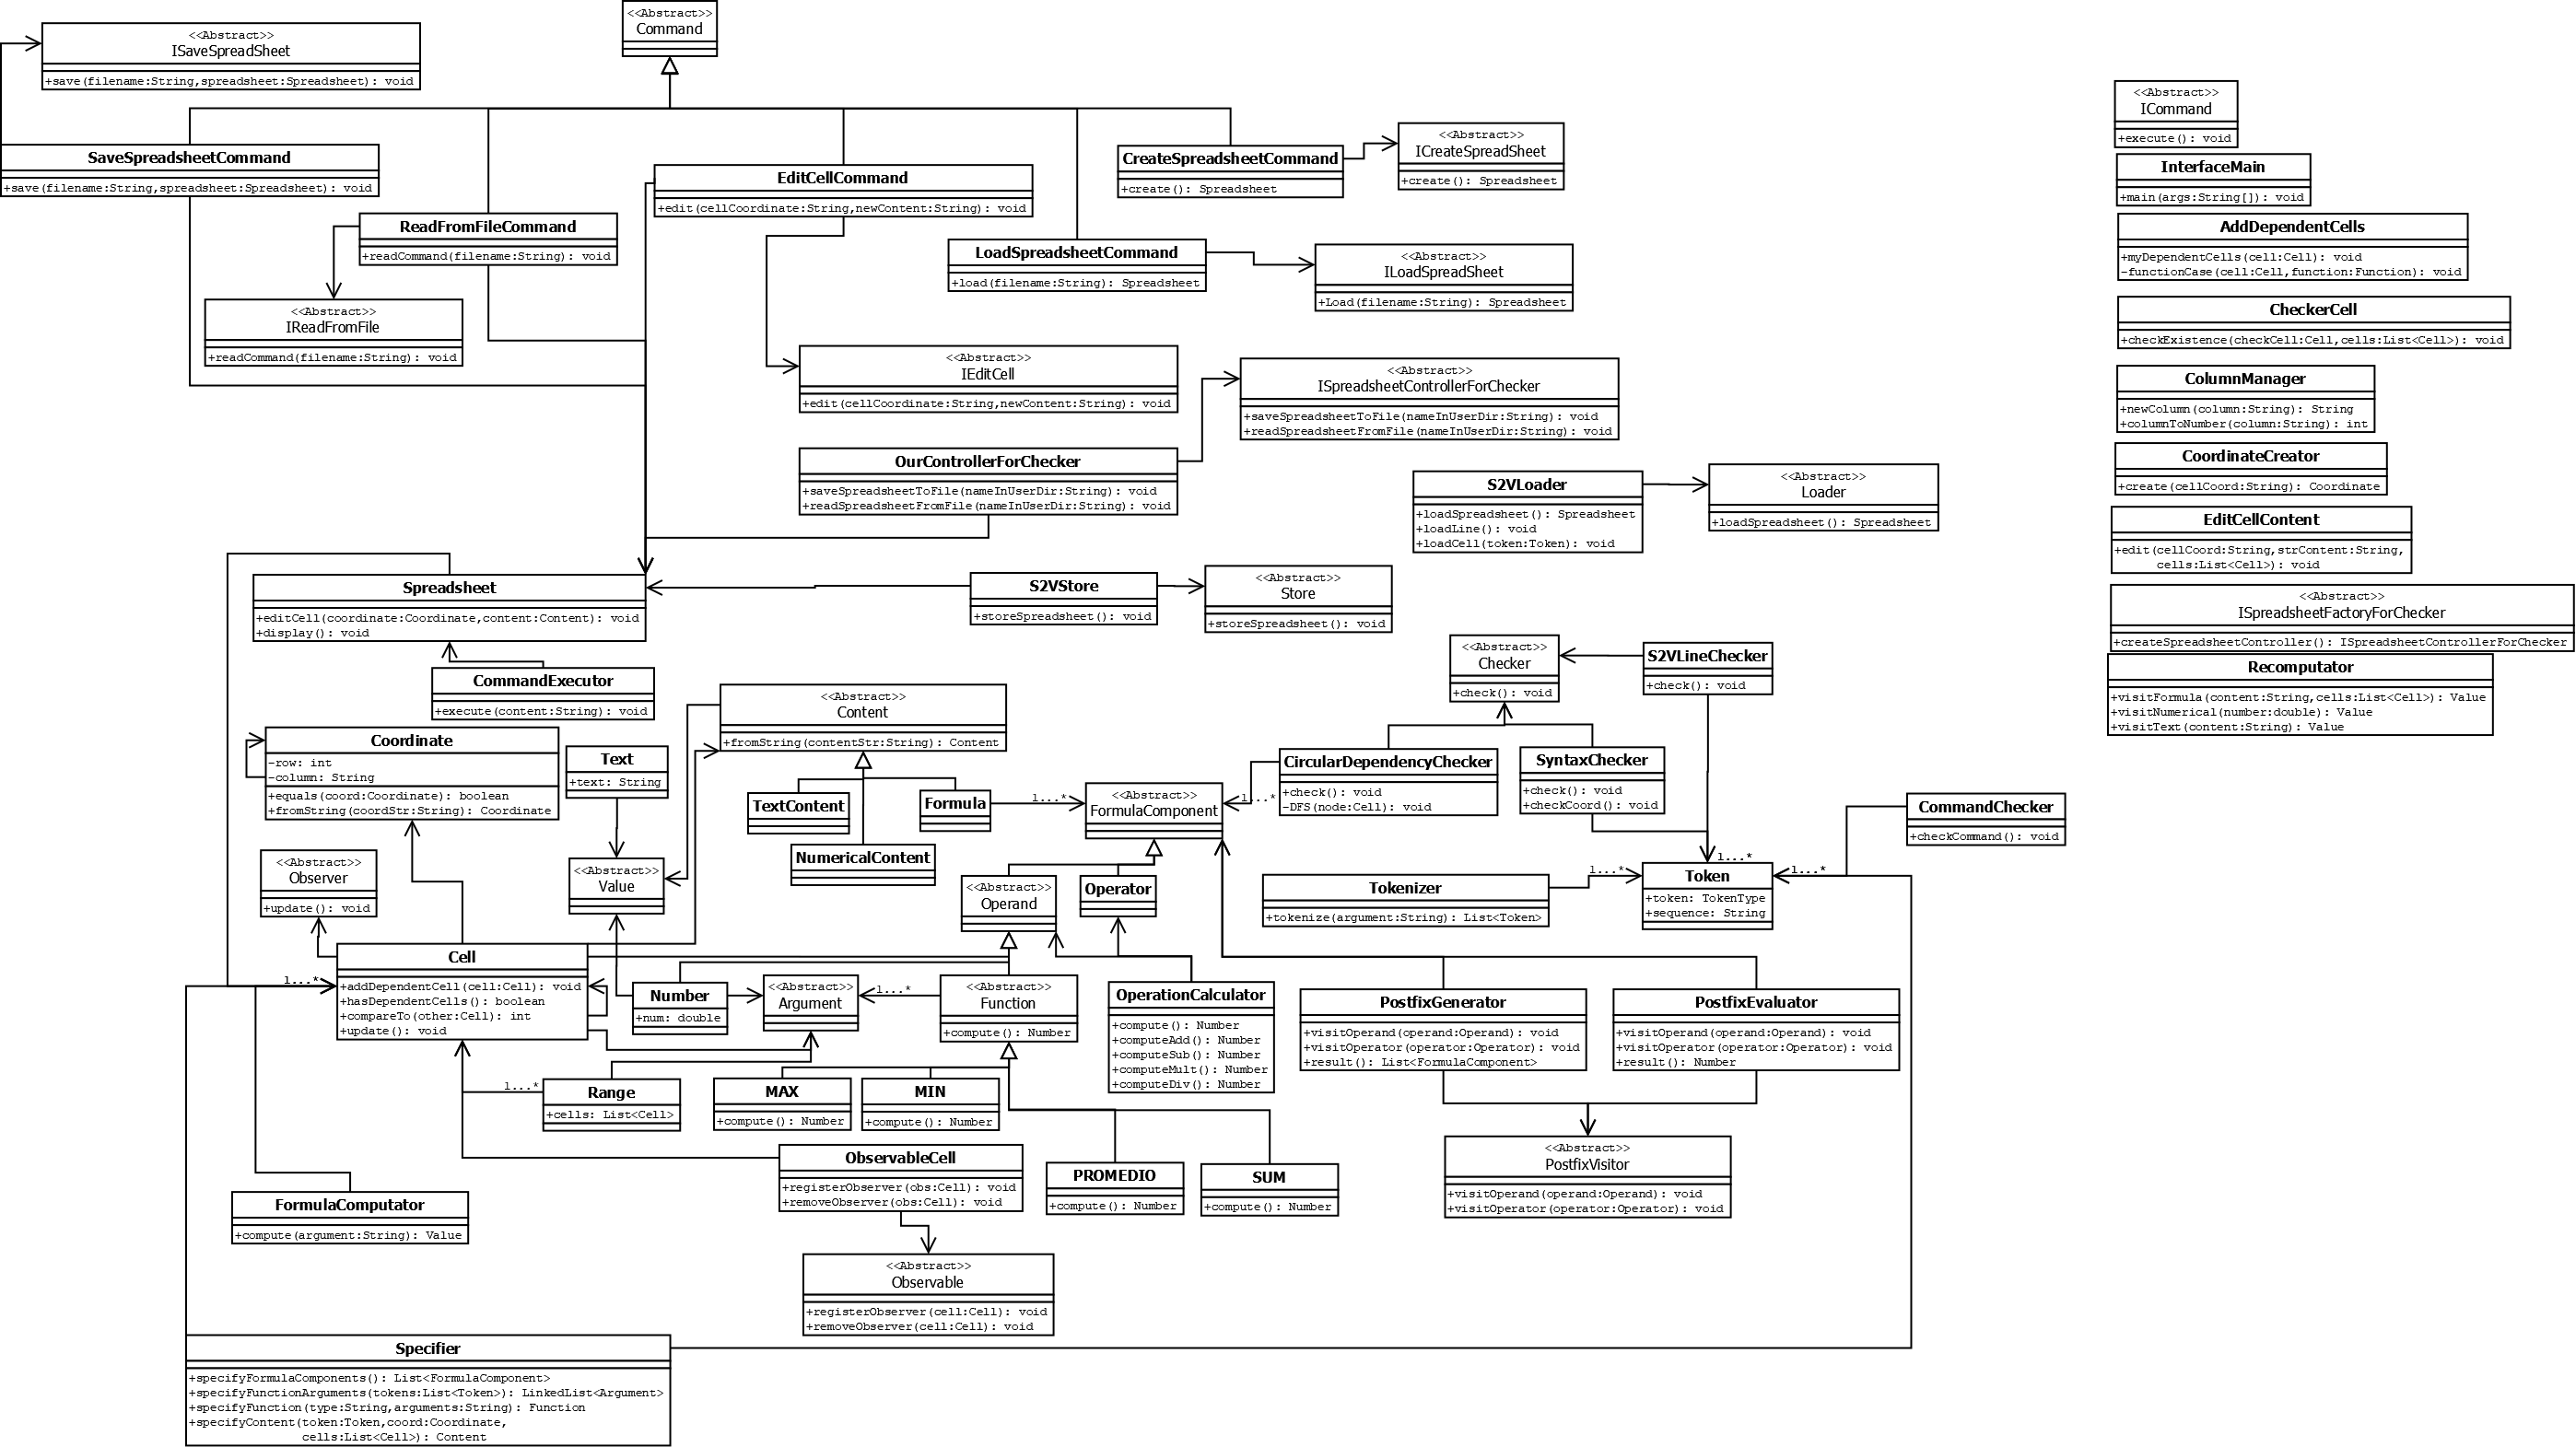 <<Abstract>>
Command
<<Abstract>>
ISaveSpreadSheet
+save(filename:String,spreadsheet:Spreadsheet): void
SaveSpreadsheetCommand
+save(filename:String,spreadsheet:Spreadsheet): void
ReadFromFileCommand
+readCommand(filename:String): void
<<Abstract>>
IReadFromFile
+readCommand(filename:String): void
EditCellCommand
+edit(cellCoordinate:String,newContent:String): void
CreateSpreadsheetCommand
+create(): Spreadsheet
<<Abstract>>
ICreateSpreadSheet
+create(): Spreadsheet
LoadSpreadsheetCommand
+load(filename:String): Spreadsheet
<<Abstract>>
ILoadSpreadSheet
+Load(filename:String): Spreadsheet
<<Abstract>>
IEditCell
+edit(cellCoordinate:String,newContent:String): void
<<Abstract>>
ISpreadsheetControllerForChecker
+saveSpreadsheetToFile(nameInUserDir:String): void
+readSpreadsheetFromFile(nameInUserDir:String): void
OurControllerForChecker
+saveSpreadsheetToFile(nameInUserDir:String): void
+readSpreadsheetFromFile(nameInUserDir:String): void
S2VLoader
+loadSpreadsheet(): Spreadsheet
+loadLine(): void
+loadCell(token:Token): void
<<Abstract>>
Loader
+loadSpreadsheet(): Spreadsheet
Spreadsheet
+editCell(coordinate:Coordinate,content:Content): void
+display(): void
S2VStore
+storeSpreadsheet(): void
<<Abstract>>
Store
+storeSpreadsheet(): void
CommandExecutor
+execute(content:String): void
<<Abstract>>
Checker
+check(): void
S2VLineChecker
+check(): void
<<Abstract>>
Content
+fromString(contentStr:String): Content
Coordinate
-row: int
-column: String
+equals(coord:Coordinate): boolean
+fromString(coordStr:String): Coordinate
Text
+text: String
TextContent
Formula
NumericalContent
1...*
<<Abstract>>
FormulaComponent
1...*
CircularDependencyChecker
+check(): void
-DFS(node:Cell): void
SyntaxChecker
+check(): void
+checkCoord(): void
CommandChecker
+checkCommand(): void
<<Abstract>>
Observer
+update(): void
<<Abstract>>
Value
<<Abstract>>
Operand
Operator
Tokenizer
+tokenize(argument:String): List<Token>
1...*
1...*
1...*
Token
+token: TokenType
+sequence: String
Cell
+addDependentCell(cell:Cell): void
+hasDependentCells(): boolean
+compareTo(other:Cell): int
+update(): void
1...*
Number
+num: double
<<Abstract>>
Argument
1...*
<<Abstract>>
Function
+compute(): Number
OperationCalculator
+compute(): Number
+computeAdd(): Number
+computeSub(): Number
+computeMult(): Number
+computeDiv(): Number
PostfixGenerator
+visitOperand(operand:Operand): void
+visitOperator(operator:Operator): void
+result(): List<FormulaComponent>
PostfixEvaluator
+visitOperand(operand:Operand): void
+visitOperator(operator:Operator): void
+result(): Number
1...*
Range
+cells: List<Cell>
MAX
+compute(): Number
MIN
+compute(): Number
ObservableCell
+registerObserver(obs:Cell): void
+removeObserver(obs:Cell): void
PROMEDIO
+compute(): Number
SUM
+compute(): Number
<<Abstract>>
PostfixVisitor
+visitOperand(operand:Operand): void
+visitOperator(operator:Operator): void
FormulaComputator
+compute(argument:String): Value
<<Abstract>>
Observable
+registerObserver(cell:Cell): void
+removeObserver(cell:Cell): void
Specifier
+specifyFormulaComponents(): List<FormulaComponent>
+specifyFunctionArguments(tokens:List<Token>): LinkedList<Argument>
+specifyFunction(type:String,arguments:String): Function
+specifyContent(token:Token,coord:Coordinate,
cells:List<Cell>): Content
<<Abstract>>
ICommand
+execute(): void
InterfaceMain
+main(args:String[]): void
AddDependentCells
+myDependentCells(cell:Cell): void
-functionCase(cell:Cell,function:Function): void
CheckerCell
+checkExistence(checkCell:Cell,cells:List<Cell>): void
ColumnManager
+newColumn(column:String): String
+columnToNumber(column:String): int
CoordinateCreator
+create(cellCoord:String): Coordinate
EditCellContent
+edit(cellCoord:String,strContent:String,
cells:List<Cell>): void
<<Abstract>>
ISpreadsheetFactoryForChecker
+createSpreadsheetController(): ISpreadsheetControllerForChecker
Recomputator
+visitFormula(content:String,cells:List<Cell>): Value
+visitNumerical(number:double): Value
+visitText(content:String): Value